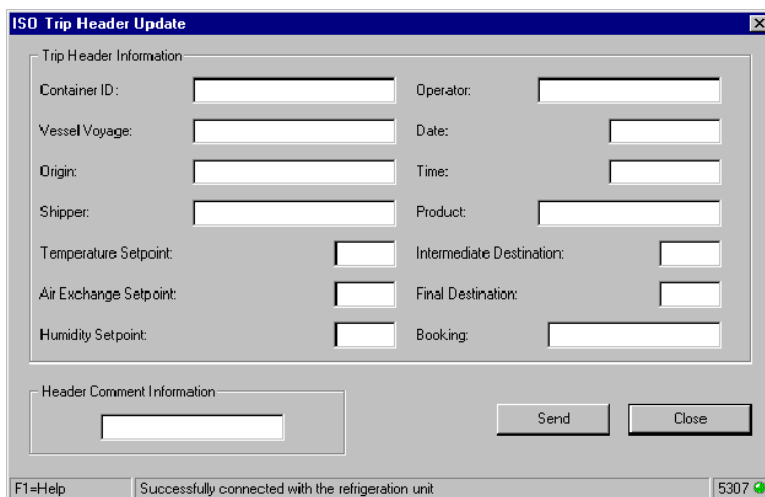 ISO Trip Header Update
Trip Header Information
Container ID: Operator:
Vessel Voyage: Date:
Origin: Time:
Shipper: Product:
Temperature Setpoint: Intermediate Destination:
Air Exchange Setpoint: Final Destination:
Humidity Setpoint: Booking:
Header Comment Information
Send Close
F1=Help Successfully connected with the refrigeration unit 5307